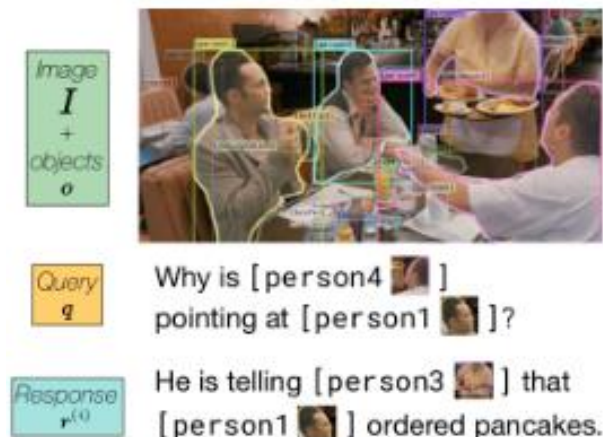 Image
I
+
objects
o
Query
q
Why is [person4 ]
pointing at [person1 ]?
Response
r(i)
He is telling [person3 ] that
[person1 ] ordered pancakes.